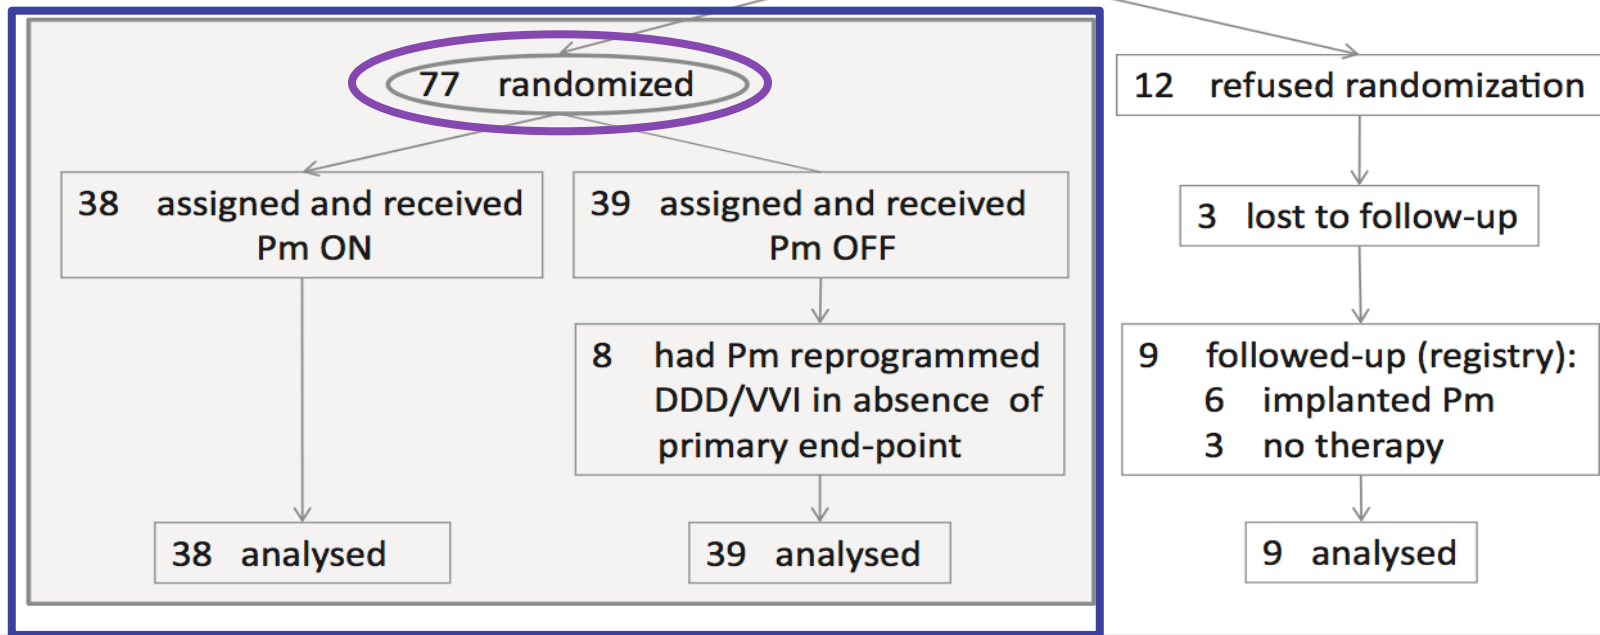 77 randomized
38 assigned and received
Pm ON
39 assigned and received
Pm OFF
8 had Pm reprogrammed
DDD/VVI in absence of
primary end-point
38 analysed
39 analysed
12 refused randomization
3 lost to follow-up
9 followed-up (registry):
6 implanted Pm
3 no therapy
9 analysed